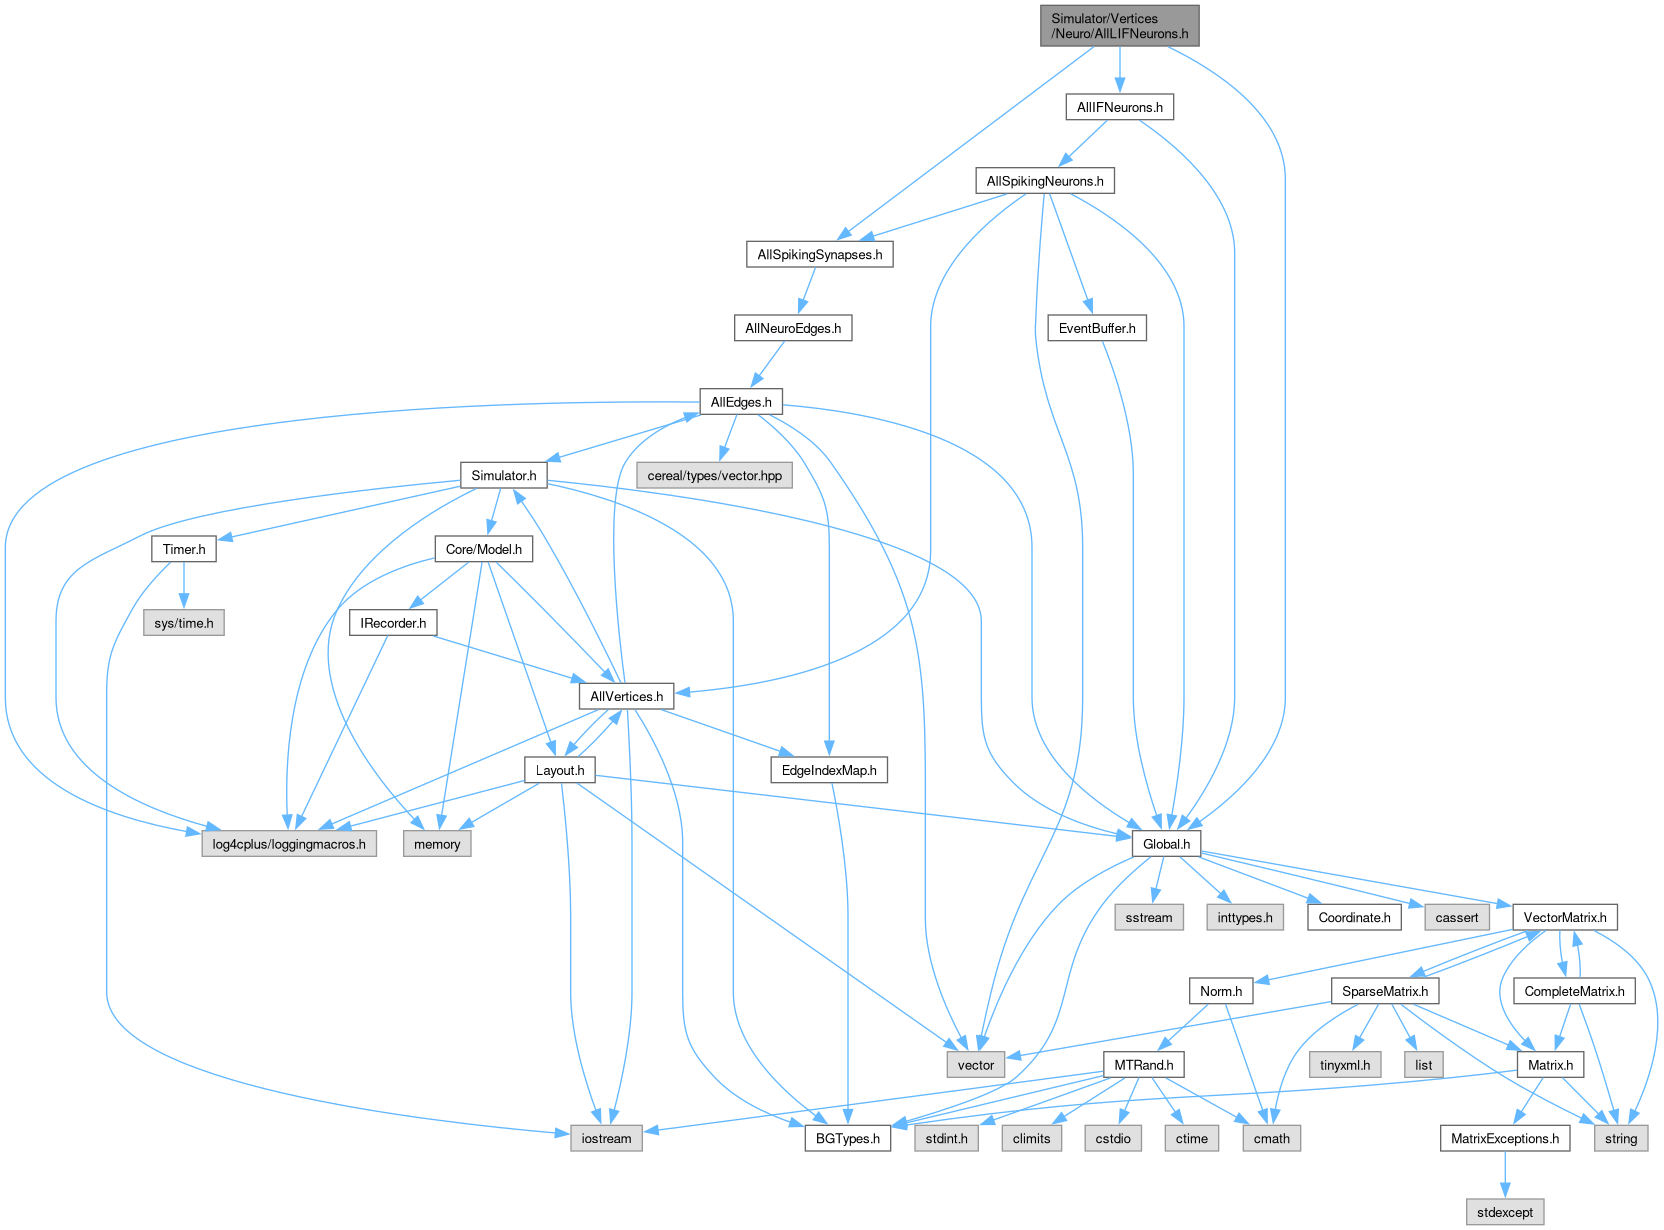 Simulator/Vertices
/Neuro/AllLIFNeurons.h
AllIFNeurons.h
AllSpikingNeurons.h
AllSpikingSynapses.h
AllNeuroEdges.h
EventBuffer.h
AllEdges.h
Simulator.h
cereal/types/vector.hpp
Timer.h
Core/Model.h
sys/time.h
IRecorder.h
AllVertices.h
Layout.h
EdgeIndexMap.h
log4cplus/loggingmacros.h
memory
Global.h
sstream
inttypes.h
Coordinate.h
cassert
VectorMatrix.h
Norm.h
SparseMatrix.h
CompleteMatrix.h
vector
MTRand.h
tinyxml.h
list
Matrix.h
iostream
BGTypes.h
stdint.h
climits
cstdio
ctime
cmath
MatrixExceptions.h
string
stdexcept